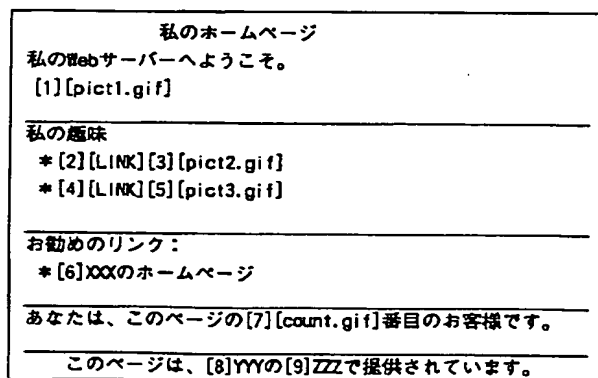 私のホームページ
私のWebサーバーへようこそ。
[1][pict1.gif]
私の趣味
*[2][LINK][3][pict2.gif]
*[4][LINK][5][pict3.gif]
お勧めのリンク：
*[6]XXXのホームページ
あなたは、このページの[7][count.gif]番目のお客様です。
このページは、[8]YYYの[9]ZZZで提供されています。